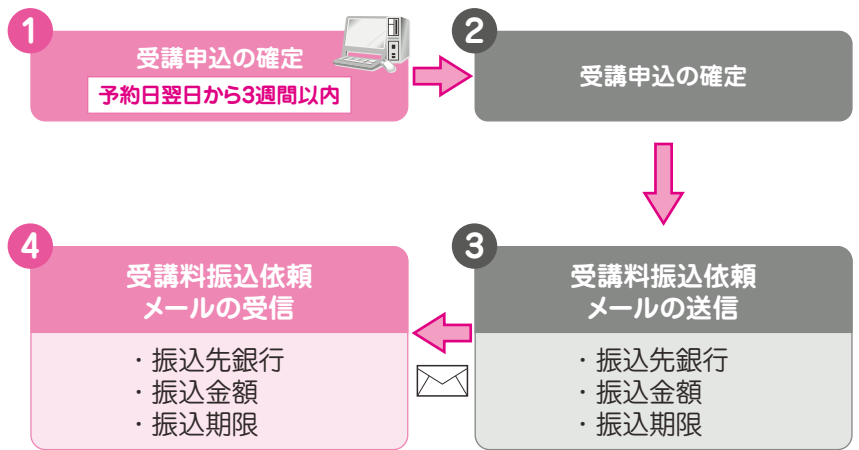 1
受講申込の確定
予約日翌日から3週間以内
2
受講申込の確定
3
受講料振込依頼
メールの送信
・振込先銀行
・振込金額
・振込期限
4
受講料振込依頼
メールの受信
・振込先銀行
・振込金額
・振込期限